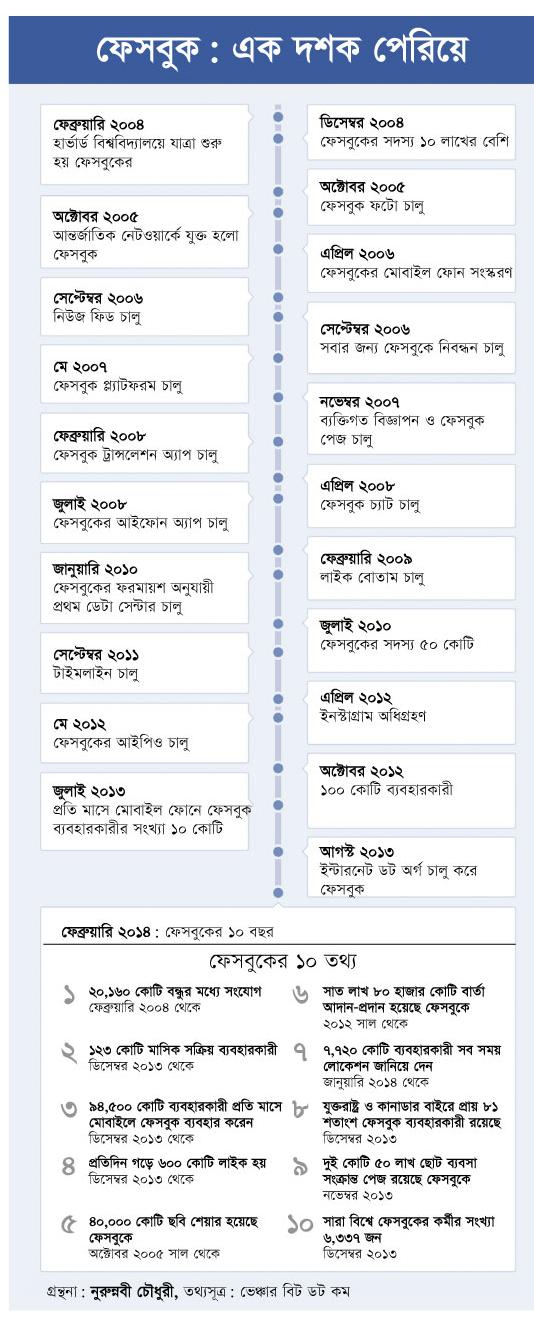 ফেসবুক : এক দশক পেরিয়ে
ফেব্রুয়ারি ২০০৪
হার্ভার্ড বিশ্ববিদ্যালয়ে যাত্রা শুরু
হয় ফেসবুকের
ডিসেম্বর ২০০৪
ফেসবুকের সদস্য ১০ লাখের বেশি
অক্টোবর ২০০৫
ফেসবুক ফটো চালু
অক্টোবর ২০০৫
আন্তর্জাতিক নেটওয়ার্কে যুক্ত হলো
ফেসবুক
এপ্রিল ২০০৬
ফেসবুকের মোবাইল ফোন সংস্করণ
সেপ্টেম্বর ২০০৬
নিউজ ফিড চালু
সেপ্টেম্বর ২০০৬
সবার জন্য ফেসবুকে নিবন্ধন চালু
মে ২০০৭
ফেসবুক প্ল্যাটফরম চালু
নভেম্বর ২০০৭
ব্যক্তিগত বিজ্ঞাপন ও ফেসবুক
পেজ চালু
ফেব্রুয়ারি ২০০৮
ফেসবুক ট্রান্সলেশন অ্যাপ চালু
এপ্রিল ২০০৮
ফেসবুক চ্যাট চালু
জুলাই ২০০৮
ফেসবুকের আইফোন অ্যাপ চালু
ফেব্রুয়ারি ২০০৯
লাইক বোতাম চালু
জানুয়ারি ২০১০
ফেসবুকের ফরমায়শ অনুযায়ী
প্রথম ডেটা সেন্টার চালু
জুলাই ২০১০
ফেসবুকের সদস্য ৫০ কোটি
সেপ্টেম্বর ২০১১
টাইমলাইন চালু
এপ্রিল ২০১২
ইনস্টাগ্রাম অধিগ্রহণ
মে ২০১২
ফেসবুকের আইপিও চালু
অক্টোবর ২০১২
১০০ কোটি ব্যবহারকারী
জুলাই ২০১৩
প্রতি মাসে মোবাইল ফোনে ফেসবুক
ব্যবহারকারীর সংখ্যা ১০ কোটি
আগস্ট ২০১৩
ইন্টারনেট ডট অর্গ চালু করে
ফেসবুক
ফেব্রুয়ারি ২০১৪ : ফেসবুকের ১০ বছর
ফেসবুকের ১০ তথ্য
১ ২০,১৬০ কোটি বন্ধুর মধ্যে সংযোগ
ফেব্রুয়ারি ২০০৪ থেকে
২ ১২৩ কোটি মাসিক সক্রিয় ব্যবহারকারী
ডিসেম্বর ২০১৩ থেকে
৩ ৯৪,৫০০ কোটি ব্যবহারকারী প্রতি মাসে
মোবাইলে ফেসবুক ব্যবহার করেন
ডিসেম্বর ২০১৩ থেকে
৪ প্রতিদিন গড়ে ৬০০ কোটি লাইক হয়
ডিসেম্বর ২০১৩ থেকে
৫ ৪০,০০০ কোটি ছবি শেয়ার হয়েছে
ফেসবুকে
অক্টোবর ২০০৫ সাল থেকে
৬ সাত লাখ ৮০ হাজার কোটি বার্তা
আদান-প্রদান হয়েছে ফেসবুকে
২০১২ সাল থেকে
৭ ৭,৭২০ কোটি ব্যবহারকারী সব সময়
লোকেশন জানিয়ে দেন
জানুয়ারি ২০১৪ থেকে
৮ যুক্তরাষ্ট্র ও কানাডার বাইরে প্রায় ৮১
শতাংশ ফেসবুক ব্যবহারকারী রয়েছে
ডিসেম্বর ২০১৩
৯ দুই কোটি ৫০ লাখ ছোট ব্যবসা
সংক্রান্ত পেজ রয়েছে ফেসবুকে
নভেম্বর ২০১৩
১০ সারা বিশ্বে ফেসবুকের কর্মীর সংখ্যা
৬,৩৩৭ জন
ডিসেম্বর ২০১৩
গ্রন্থনা : নুরুন্নবী চৌধুরী, তথ্যসূত্র : ভেঞ্চার বিট ডট কম